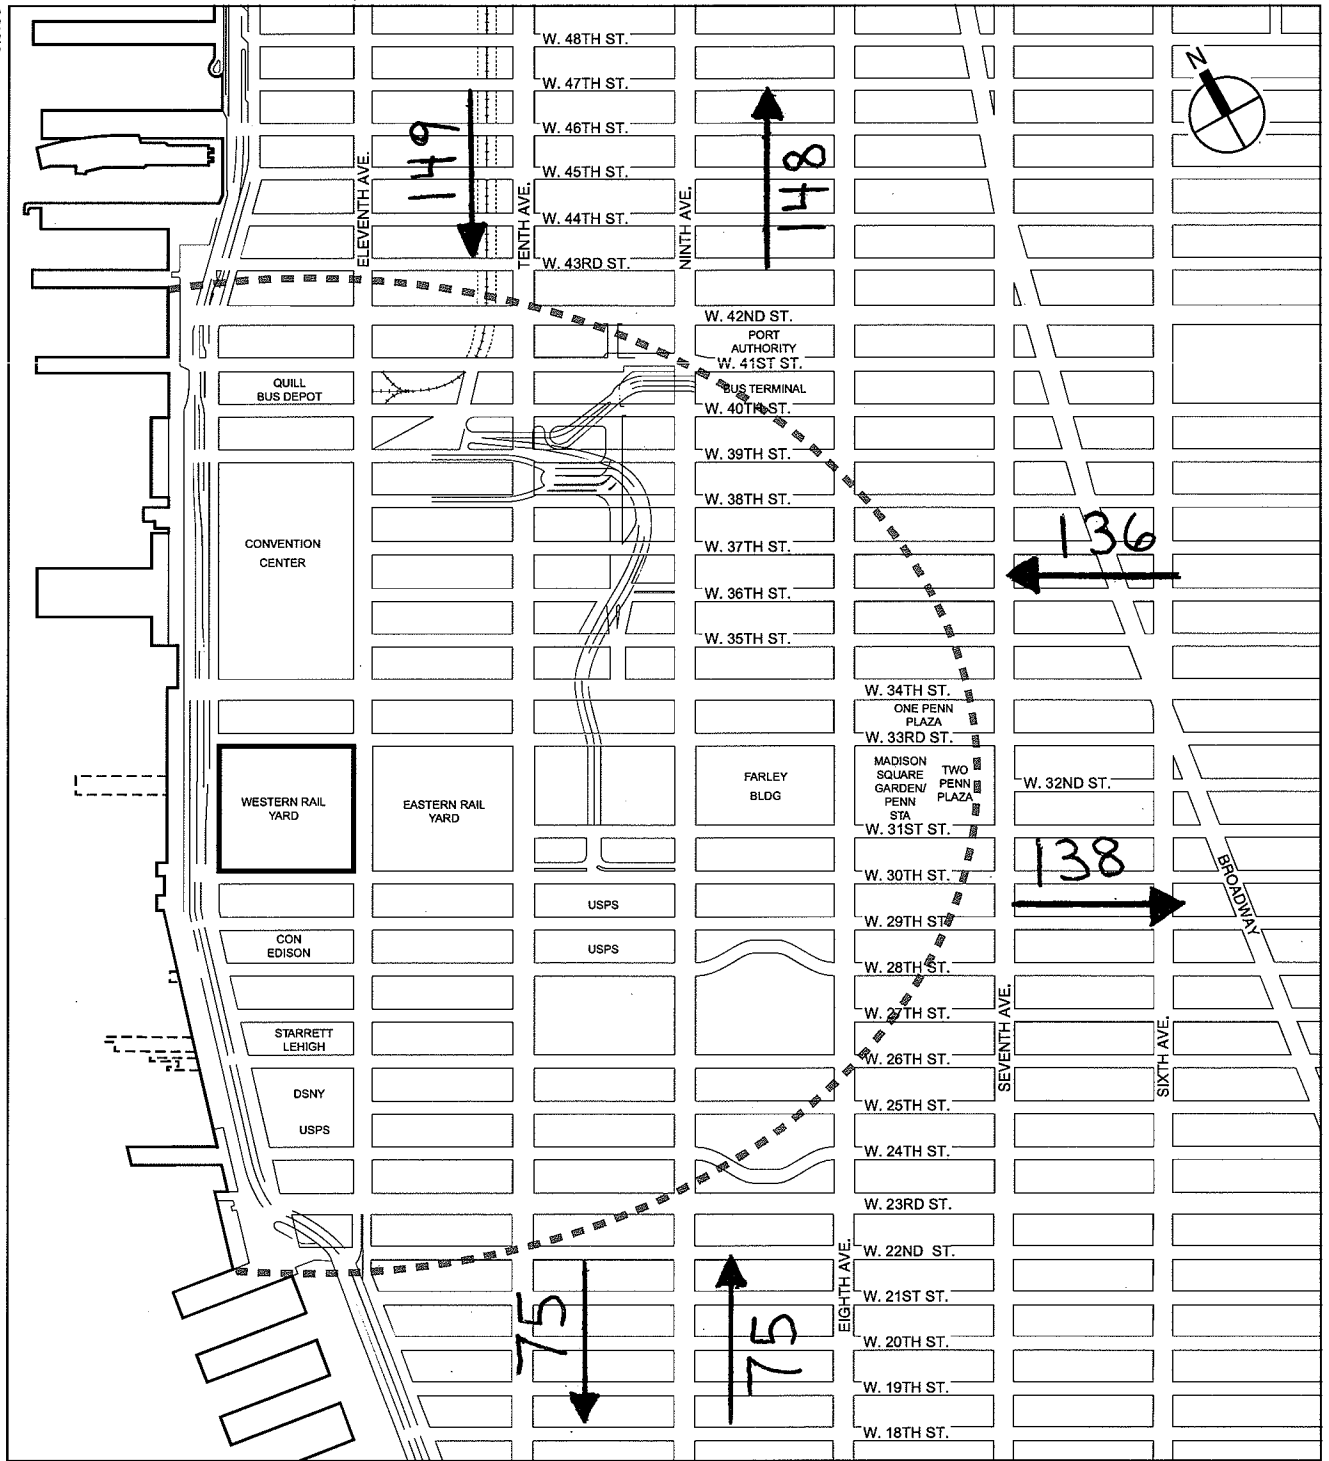 W. 48TH ST.
W. 47TH ST.
N
149
W. 46TH ST.
148
W. 45TH ST.
ELEVENTH AVE.
TENTH AVE.
W. 44TH ST.
NINTH AVE.
W. 43RD ST.
W. 42ND ST.
PORT
AUTHORITY
W. 41ST ST.
QUILL
BUS DEPOT
BUS TERMINAL
W. 40TH ST.
W. 39TH ST.
W. 38TH ST.
CONVENTION
CENTER
W. 37TH ST.
136
W. 36TH ST.
W. 35TH ST.
W. 34TH ST.
ONE PENN
PLAZA
W. 33RD ST.
WESTERN RAIL
YARD
EASTERN RAIL
YARD
FARLEY
BLDG
MADISON
SQUARE
GARDEN/
PENN
STA
TWO
PENN
PLAZA
W. 32ND ST.
W. 31ST ST.
138
W. 30TH ST.
BROADWAY
USPS
W. 29TH ST.
CON
EDISON
USPS
W. 28TH ST.
W. 27TH ST.
SEVENTH AVE.
SIXTH AVE.
STARRETT
LEHIGH
W. 26TH ST.
DSNY
USPS
W. 25TH ST.
W. 24TH ST.
W. 23RD ST.
W. 22ND ST.
EIGHTH AVE.
W. 21ST ST.
75
75
W. 20TH ST.
W. 19TH ST.
W. 18TH ST.